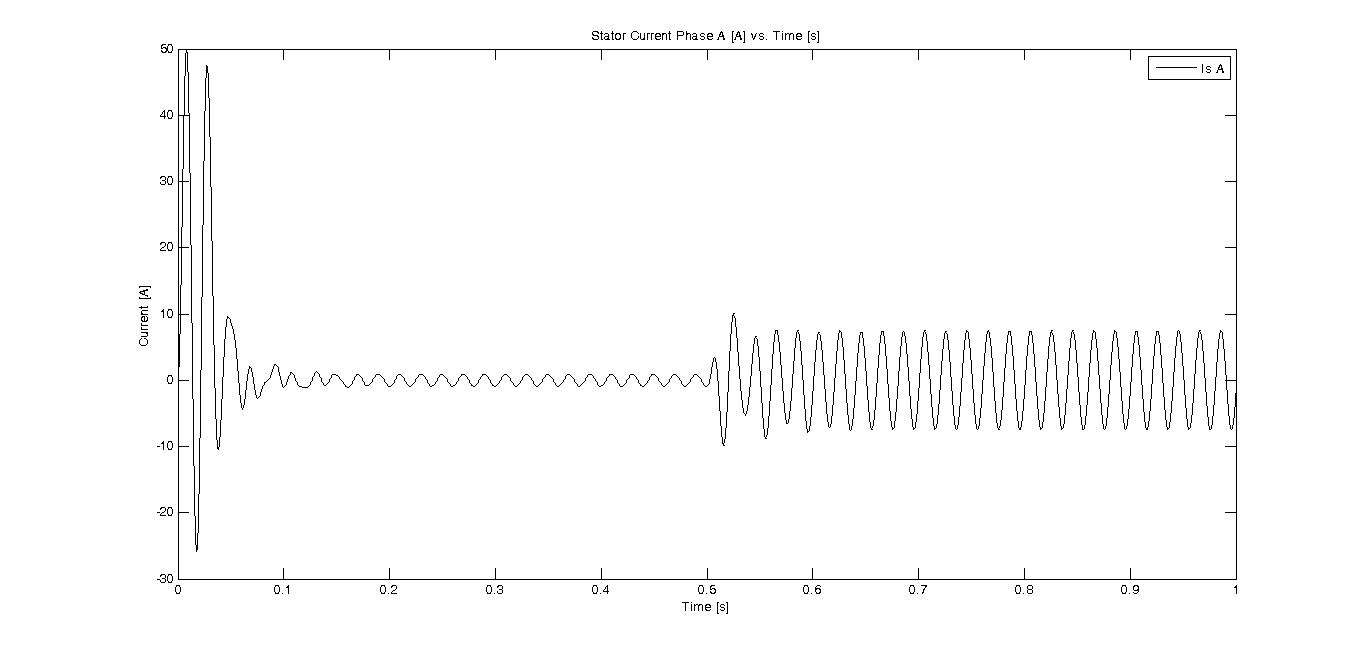 Stator Current Phase A [A] vs. Time [s]
Is A
50
40
30
20
10
0
-10
-20
-30
Current [A]
0 0.1 0.2 0.3 0.4 0.5 0.6 0.7 0.8 0.9 1
Time [s]